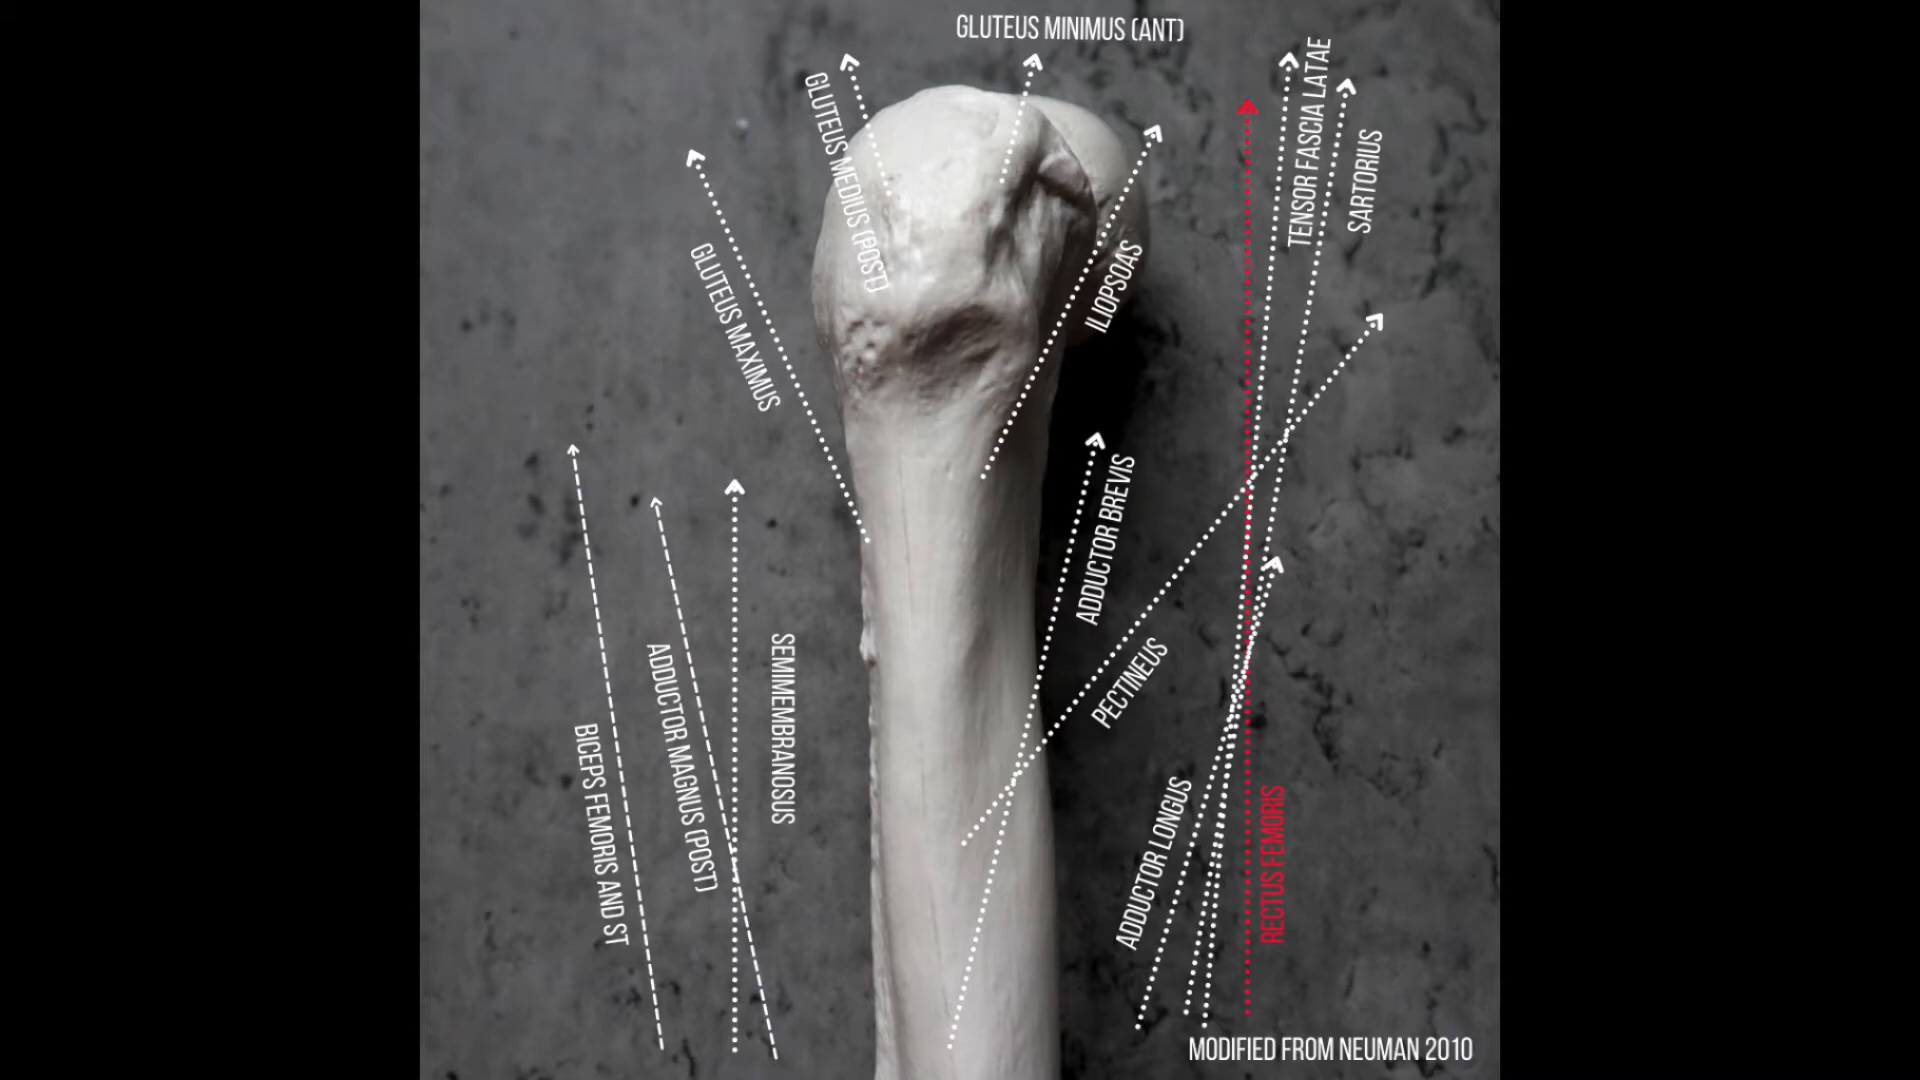 GLUTEUS MINIMUS (ANT)
GLUTEUS MEDIUS (POST)
TENSOR FASCIA LATAE
SARTORIUS
GLUTEUS MAXIMUS
ILIOPSOAS
ADDUCTOR BREVIS
PECTINEUS
SEMIMEMBRANOSUS
ADDUCTOR MAGNUS (POST)
BICEPS FEMORIS AND ST
ADDUCTOR LONGUS
RECTUS FEMORIS
MODIFIED FROM NEUMAN 2010